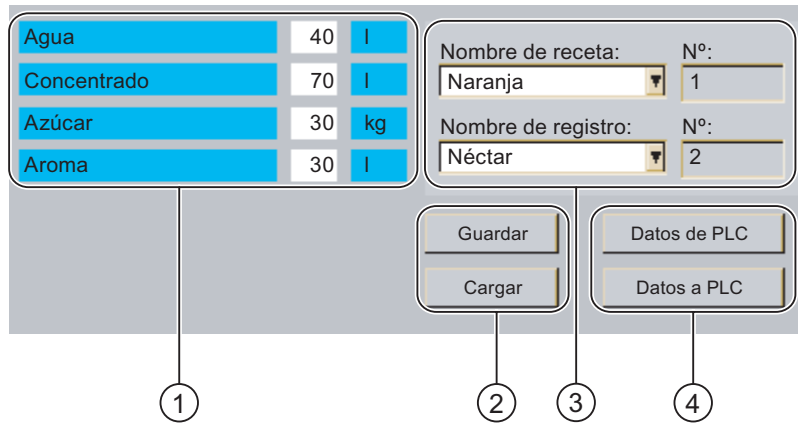 Agua 40 l
Concentrado 70 l
Azúcar 30 kg
Aroma 30 l
Nombre de receta: Nº:
Naranja 1
Nombre de registro: Nº:
Néctar 2
Guardar Datos de PLC
Cargar Datos a PLC
1 2 3 4